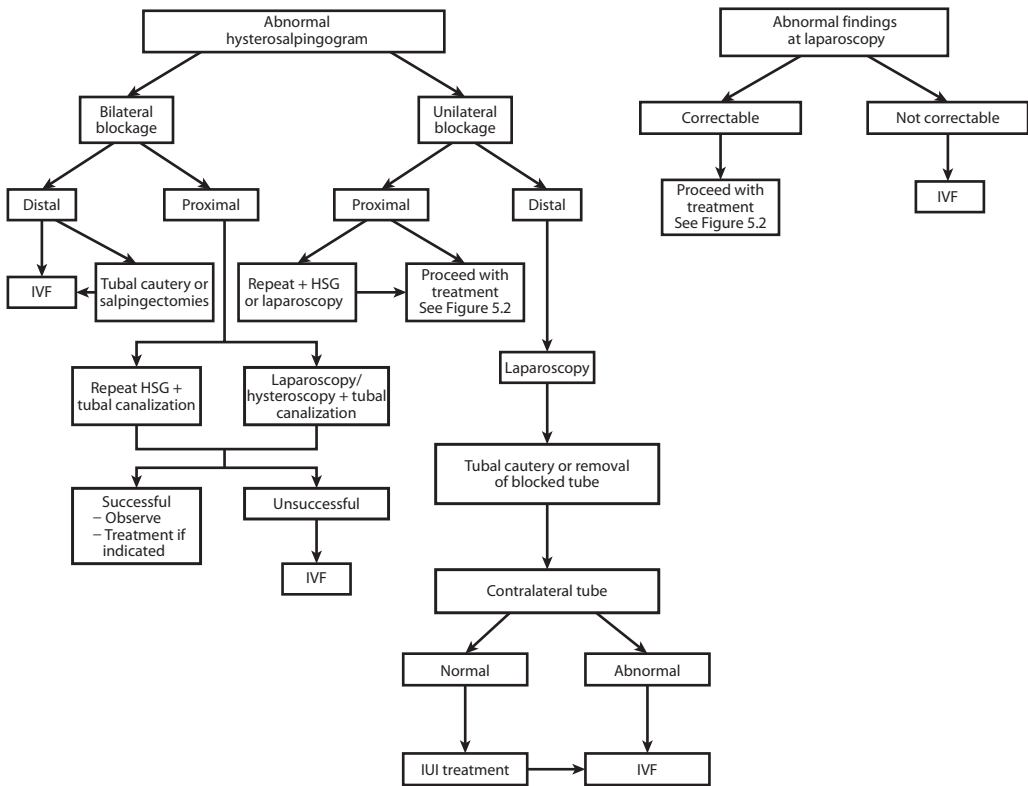 Abnormal
hysterosalpingogram
Bilateral
blockage
Unilateral
blockage
Distal
Proximal
Proximal
Distal
IVF
Tubal cautery or
salpingectomies
Repeat + HSG
or laparoscopy
Proceed with
treatment
See Figure 5.2
Repeat HSG +
tubal canalization
Laparoscopy/
hysteroscopy + tubal
canalization
Laparoscopy
Successful
– Observe
– Treatment if
indicated
Unsuccessful
IVF
Tubal cautery or removal
of blocked tube
Contralateral tube
Normal
Abnormal
IUI treatment
IVF
Abnormal findings
at laparoscopy
Correctable
Not correctable
Proceed with
treatment
See Figure 5.2
IVF